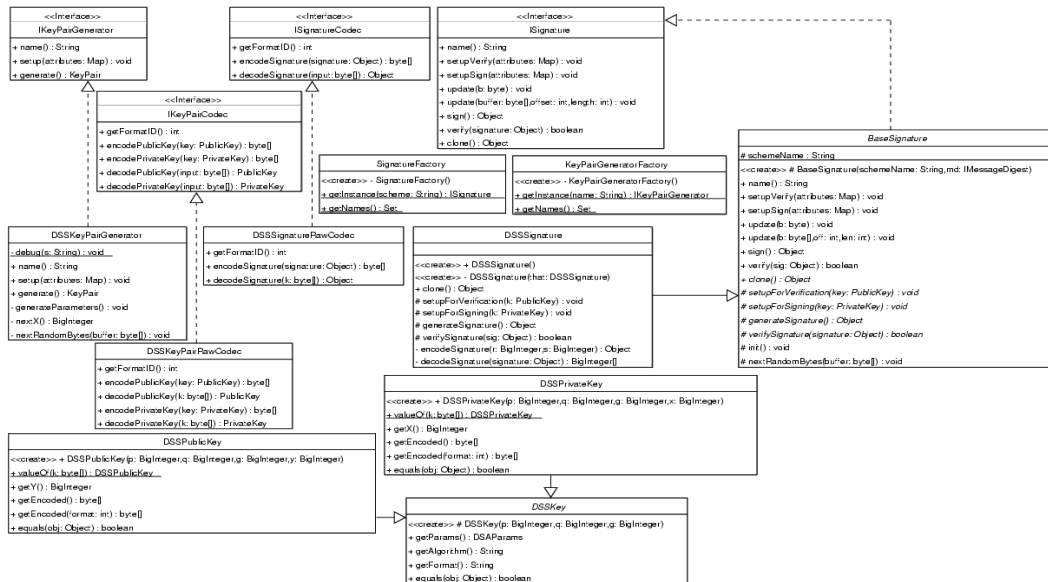 <<Interface>>
IKeyPairGenerator
+ name() : String
+ setup(attributes: Map) : void
+ generate() : KeyPair
<<Interface>>
ISignatureCodec
+ getFormatID() : int
+ encodeSignature(signature: Object) : byte[]
+ decodeSignature(input: byte[]) : Object
<<Interface>>
ISignature
+ name() : String
+ setupVerify(attributes: Map) : void
+ setupSign(attributes: Map) : void
+ update(b: byte) : void
+ update(buffer: byte[],offset: int,length: int) : void
+ sign() : Object
+ verify(signature: Object) : boolean
+ clone() : Object
<<Interface>>
IKeyPairCodec
+ getFormatID() : int
+ encodePublicKey(key: PublicKey) : byte[]
+ encodePrivateKey(key: PrivateKey) : byte[]
+ decodePublicKey(input: byte[]) : PublicKey
+ decodePrivateKey(input: byte[]) : PrivateKey
SignatureFactory
<<create>> - SignatureFactory()
+ getInstance(scheme: String) : ISignature
+ getNames() : Set
KeyPairGeneratorFactory
<<create>> - KeyPairGeneratorFactory()
+ getInstance(name: String) : IKeyPairGenerator
+ getNames() : Set
BaseSignature
# schemeName : String
<<create>> # BaseSignature(schemeName: String,md: IMessageDigest)
+ name() : String
+ setupVerify(attributes: Map) : void
+ setupSign(attributes: Map) : void
+ update(b: byte) : void
+ update(b: byte[],off: int,len: int) : void
+ sign() : Object
+ verify(sig: Object) : boolean
+ clone() : Object
# setupForVerification(key: PublicKey) : void
# setupForSigning(key: PrivateKey) : void
# generateSignature() : Object
# verifySignature(signature: Object) : boolean
# init() : void
# nextRandomBytes(buffer: byte[]) : void
DSSKeyPairGenerator
- debug(s: String) : void
+ name() : String
+ setup(attributes: Map) : void
+ generate() : KeyPair
- generateParameters() : void
- nextX() : BigInteger
- nextRandomBytes(buffer: byte[]) : void
DSSSignatureRawCodec
+ getFormatID() : int
+ encodeSignature(signature: Object) : byte[]
+ decodeSignature(k: byte[]) : Object
DSSSignature
<<create>> + DSSSignature()
<<create>> - DSSSignature(that: DSSSignature)
+ clone() : Object
# setupForVerification(k: PublicKey) : void
# setupForSigning(k: PrivateKey) : void
# generateSignature() : Object
# verifySignature(sig: Object) : boolean
- encodeSignature(r: BigInteger,s: BigInteger) : Object
- decodeSignature(signature: Object) : BigInteger[]
DSSKeyPairRawCodec
+ getFormatID() : int
+ encodePublicKey(key: PublicKey) : byte[]
+ decodePublicKey(k: byte[]) : PublicKey
+ encodePrivateKey(key: PrivateKey) : byte[]
+ decodePrivateKey(k: byte[]) : PrivateKey
DSSPrivateKey
<<create>> + DSSPrivateKey(p: BigInteger,q: BigInteger,g: BigInteger,x: BigInteger)
+ valueOf(k: byte[]) : DSSPrivateKey
+ getX() : BigInteger
+ getEncoded() : byte[]
+ getEncoded(format: int) : byte[]
+ equals(obj: Object) : boolean
DSSPublicKey
<<create>> + DSSPublicKey(p: BigInteger,q: BigInteger,g: BigInteger,y: BigInteger)
+ valueOf(k: byte[]) : DSSPublicKey
+ getY() : BigInteger
+ getEncoded() : byte[]
+ getEncoded(format: int) : byte[]
+ equals(obj: Object) : boolean
DSSKey
<<create>> # DSSKey(p: BigInteger,q: BigInteger,g: BigInteger)
+ getParams() : DSAParams
+ getAlgorithm() : String
+ getFormat() : String
+ equals(obj: Object) : boolean